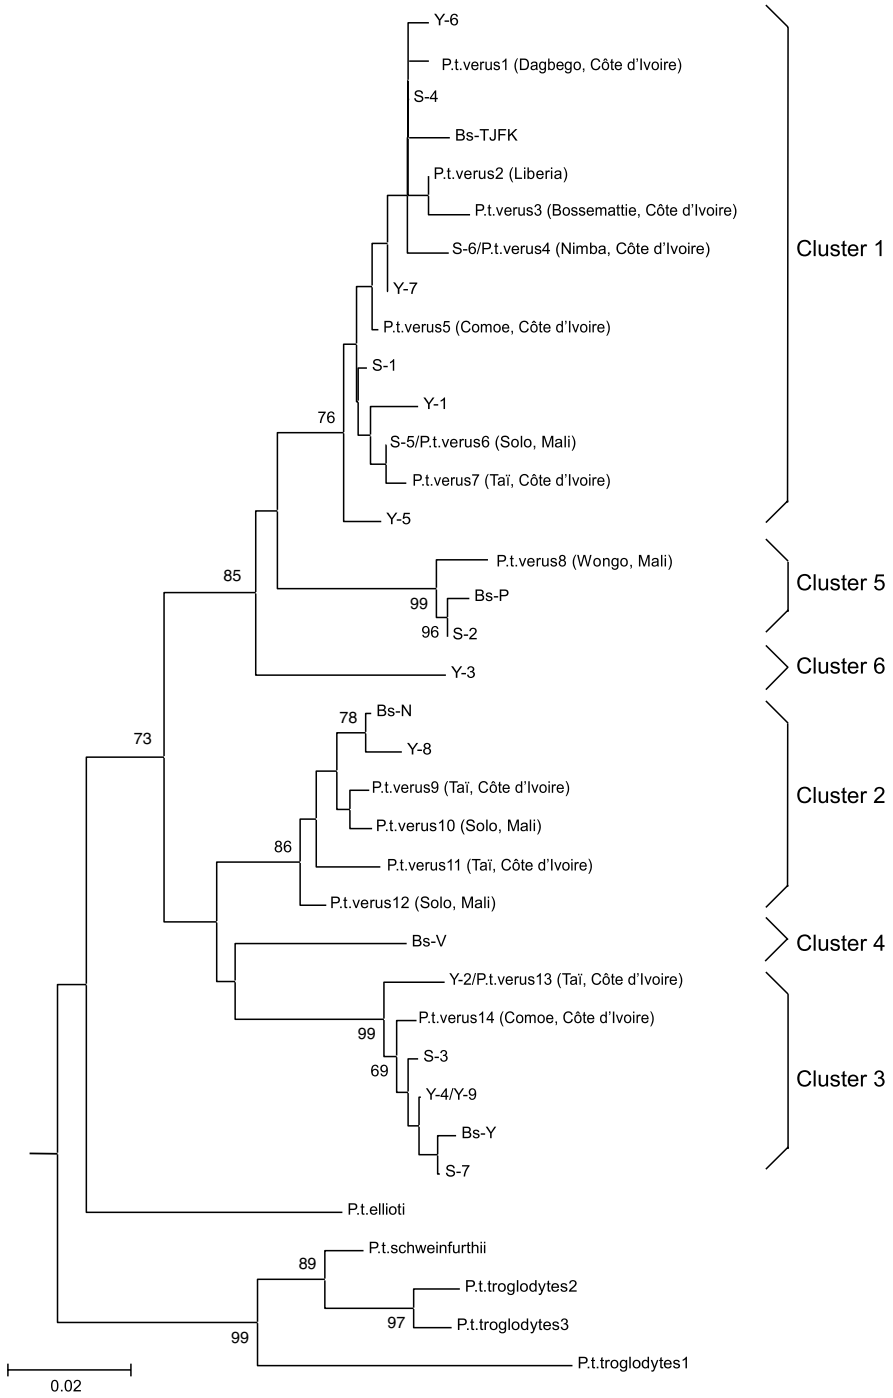 Y-6
P.t.verus1 (Dagbego, Côte d’Ivoire)
S-4
Bs-TJFK
P.t.verus2 (Liberia)
P.t.verus3 (Bossemattie, Côte d’Ivoire)
S-6/P.t.verus4 (Nimba, Côte d’Ivoire)
Cluster 1
Y-7
P.t.verus5 (Comoe, Côte d’Ivoire)
S-1
Y-1
76
S-5/P.t.verus6 (Solo, Mali)
P.t.verus7 (Taï, Côte d’Ivoire)
Y-5
P.t.verus8 (Wongo, Mali)
85
Cluster 5
Bs-P
99
96
S-2
Cluster 6
Y-3
Bs-N
78
73
Y-8
P.t.verus9 (Taï, Côte d’Ivoire)
Cluster 2
P.t.verus10 (Solo, Mali)
86
P.t.verus11 (Taï, Côte d’Ivoire)
P.t.verus12 (Solo, Mali)
Bs-V
Cluster 4
Y-2/P.t.verus13 (Taï, Côte d’Ivoire)
P.t.verus14 (Comoe, Côte d’Ivoire)
99
S-3
69
Cluster 3
Y-4/Y-9
Bs-Y
S-7
P.t.ellioti
P.t.schweinfurthii
89
P.t.troglodytes2
97
P.t.troglodytes3
99
P.t.troglodytes1
0.02